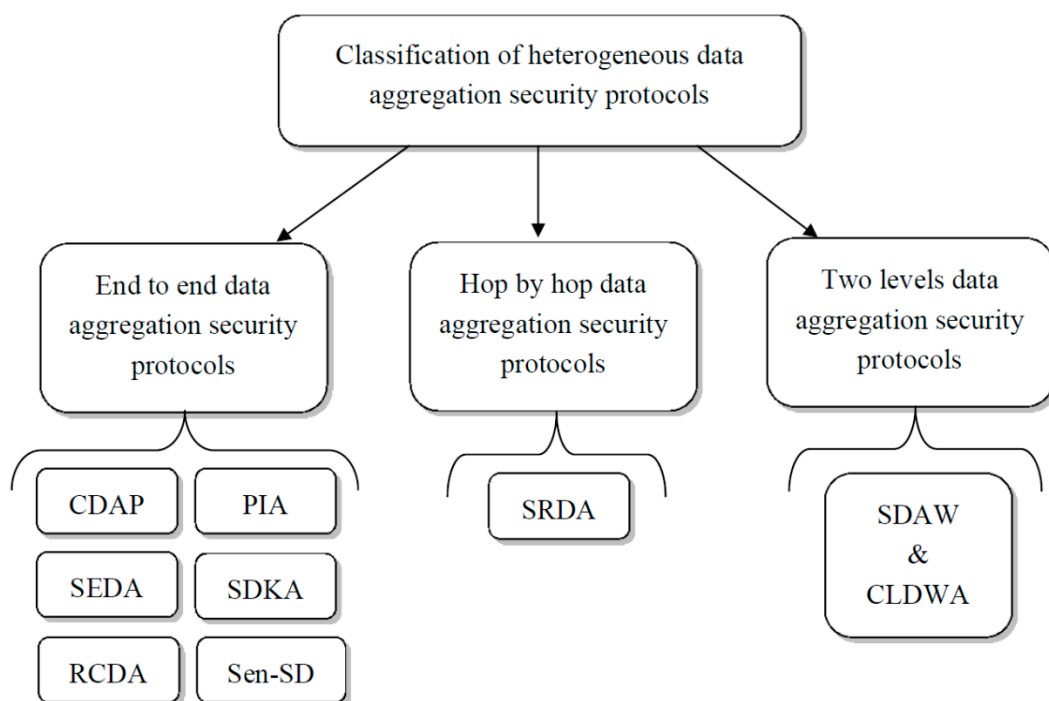 Classification of heterogeneous data
aggregation security protocols
End to end data
aggregation security
protocols
Hop by hop data
aggregation security
protocols
Two levels data
aggregation security
protocols
CDAP
PIA
SEDA
SDKA
RCDA
Sen-SD
SRDA
SDAW
&
CLDWA